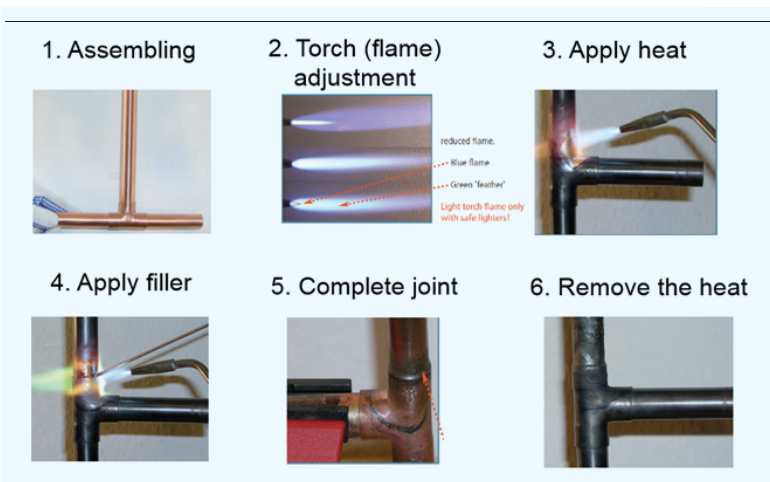 1. Assembling
2. Torch (flame)
adjustment
3. Apply heat
reduced flame.
Blue flame
Green 'feather'
Light torch flame only
with safe lighters!
4. Apply filler
5. Complete joint
6. Remove the heat